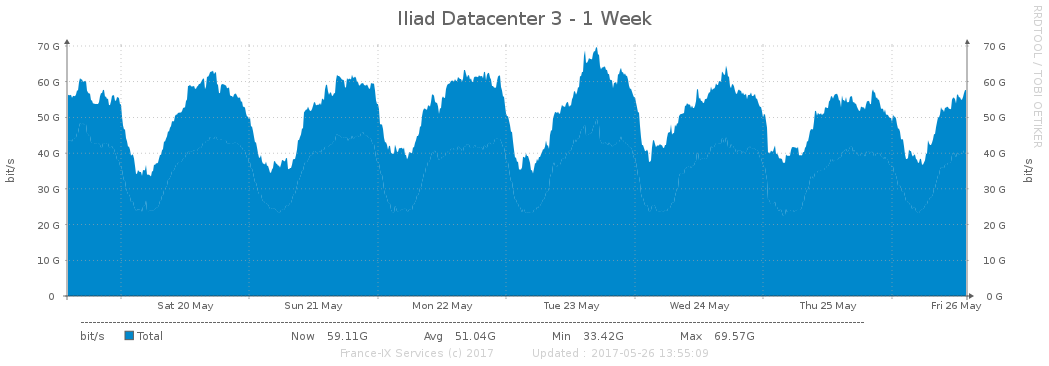 Iliad Datacenter 3 - 1 Week
RRDTOOL / TOBI OETIKER
70 G 70 G
60 G 60 G
50 G 50 G
40 G 40 G
30 G 30 G
20 G 20 G
10 G 10 G
0 0 G
bit/s bit/s
Sat 20 May Sun 21 May Mon 22 May Tue 23 May Wed 24 May Thu 25 May Fri 26 May
bit/s Total Now 59.11G Avg 51.04G Min 33.42G Max 69.57G
France-IX Services (c) 2017 Updated : 2017-05-26 13:55:09